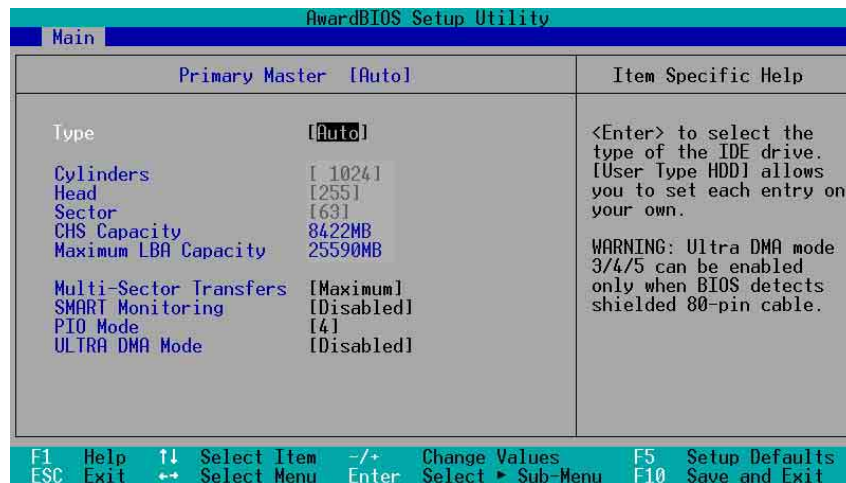 AwardBIOS Setup Utility
Main
Primary Master [Auto]
Item Specific Help
Type [Auto]
Cylinders [ 1024]
Head [255]
Sector [63]
CHS Capacity 8422MB
Maximum LBA Capacity 25590MB
Multi-Sector Transfers [Maximum]
SMART Monitoring [Disabled]
PIO Mode [4]
ULTRA DMA Mode [Disabled]
<Enter> to select the
type of the IDE drive.
[User Type HDD] allows
you to set each entry on
your own.
WARNING: Ultra DMA mode
3/4/5 can be enabled
only when BIOS detects
shielded 80-pin cable.
F1 Help ↑↓ Select Item -/+ Change Values F5 Setup Defaults
ESC Exit ←→ Select Menu Enter Select ► Sub-Menu F10 Save and Exit